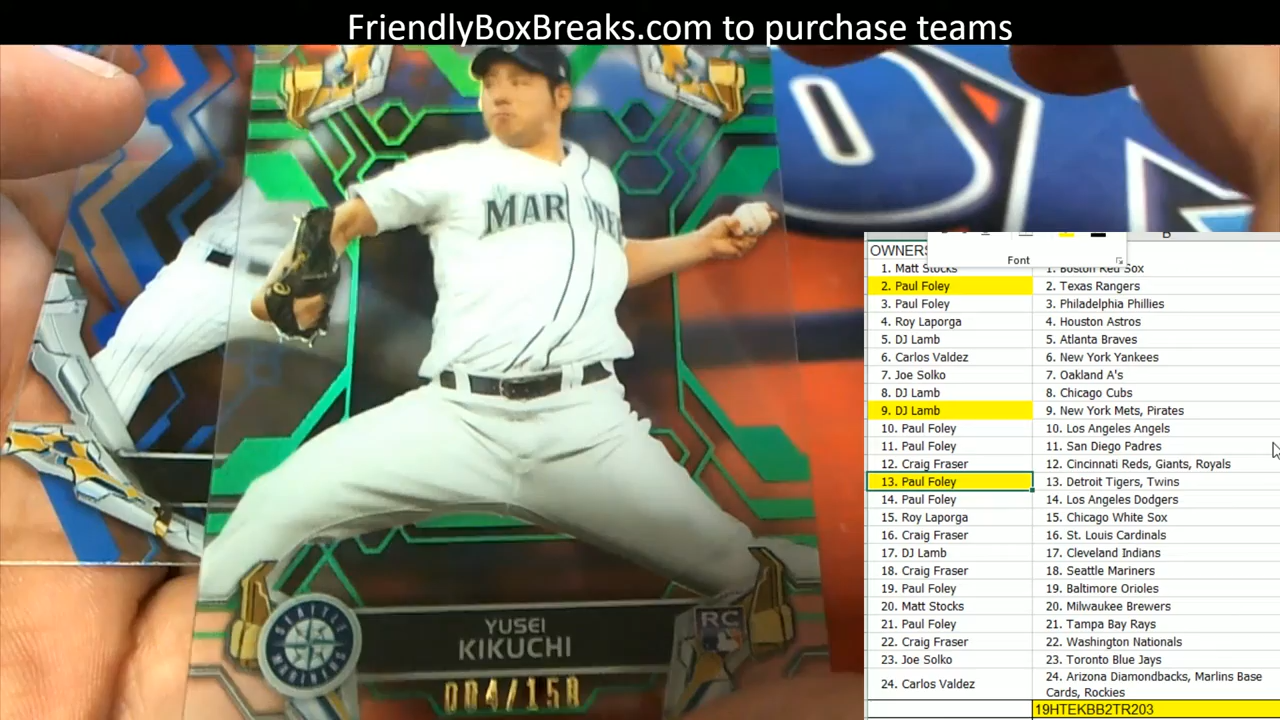 FriendlyBoxBreaks.com to purchase teams
MARINE
YUSEI
KIKUCHI
RC
004/150
SEATTLE
MARINERS
B
Font
OWNERS
1. Matt Stocks 1. Boston Red Sox
2. Paul Foley 2. Texas Rangers
3. Paul Foley 3. Philadelphia Phillies
4. Roy Laporga 4. Houston Astros
5. DJ Lamb 5. Atlanta Braves
6. Carlos Valdez 6. New York Yankees
7. Joe Solko 7. Oakland A's
8. DJ Lamb 8. Chicago Cubs
9. DJ Lamb 9. New York Mets, Pirates
10. Paul Foley 10. Los Angeles Angels
11. Paul Foley 11. San Diego Padres
12. Craig Fraser 12. Cincinnati Reds, Giants, Royals
13. Paul Foley 13. Detroit Tigers, Twins
14. Paul Foley 14. Los Angeles Dodgers
15. Roy Laporga 15. Chicago White Sox
16. Craig Fraser 16. St. Louis Cardinals
17. DJ Lamb 17. Cleveland Indians
18. Craig Fraser 18. Seattle Mariners
19. Paul Foley 19. Baltimore Orioles
20. Matt Stocks 20. Milwaukee Brewers
21. Paul Foley 21. Tampa Bay Rays
22. Craig Fraser 22. Washington Nationals
23. Joe Solko 23. Toronto Blue Jays
24. Carlos Valdez 24. Arizona Diamondbacks, Marlins Base
Cards, Rockies
19HTEKBB2TR203